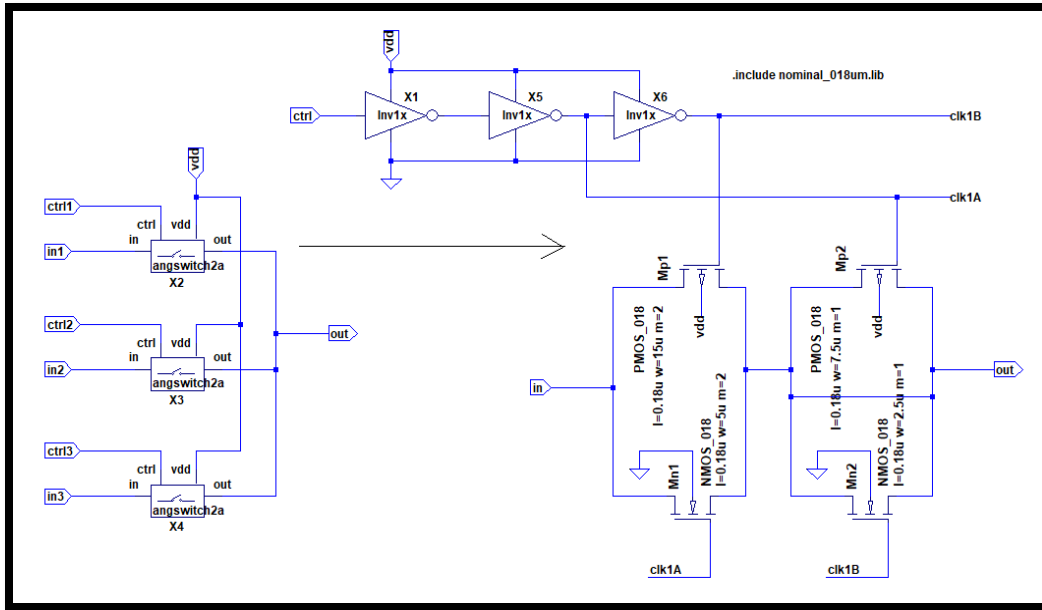 vdd
.include nominal_018um.lib
X1
X5
X6
ctrl
Inv1x
Inv1x
Inv1x
clk1B
vdd
clk1A
ctrl1
ctrl
vdd
in1
in
out
angswitch2a
X2
ctrl2
ctrl
vdd
in2
in
out
angswitch2a
X3
out
ctrl3
ctrl
vdd
in3
in
out
angswitch2a
X4
Mp1
vdd
PMOS_018
l=0.18u w=15u m=2
Mp2
vdd
PMOS_018
l=0.18u w=7.5u m=1
in
out
Mn1
NMOS_018
l=0.18u w=5u m=2
Mn2
NMOS_018
l=0.18u w=2.5u m=1
clk1A
clk1B